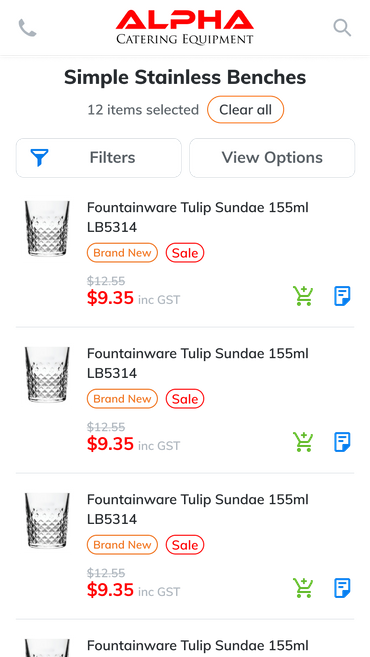 ALPHA
CATERING EQUIPMENT
Simple Stainless Benches
12 items selected
Clear all
Filters
View Options
Fountainware Tulip Sundae 155ml
LB5314
Brand New
Sale
$12.55
$9.35 inc GST
Fountainware Tulip Sundae 155ml
LB5314
Brand New
Sale
$12.55
$9.35 inc GST
Fountainware Tulip Sundae 155ml
LB5314
Brand New
Sale
$12.55
$9.35 inc GST
Fountainware Tulip Sundae 155ml